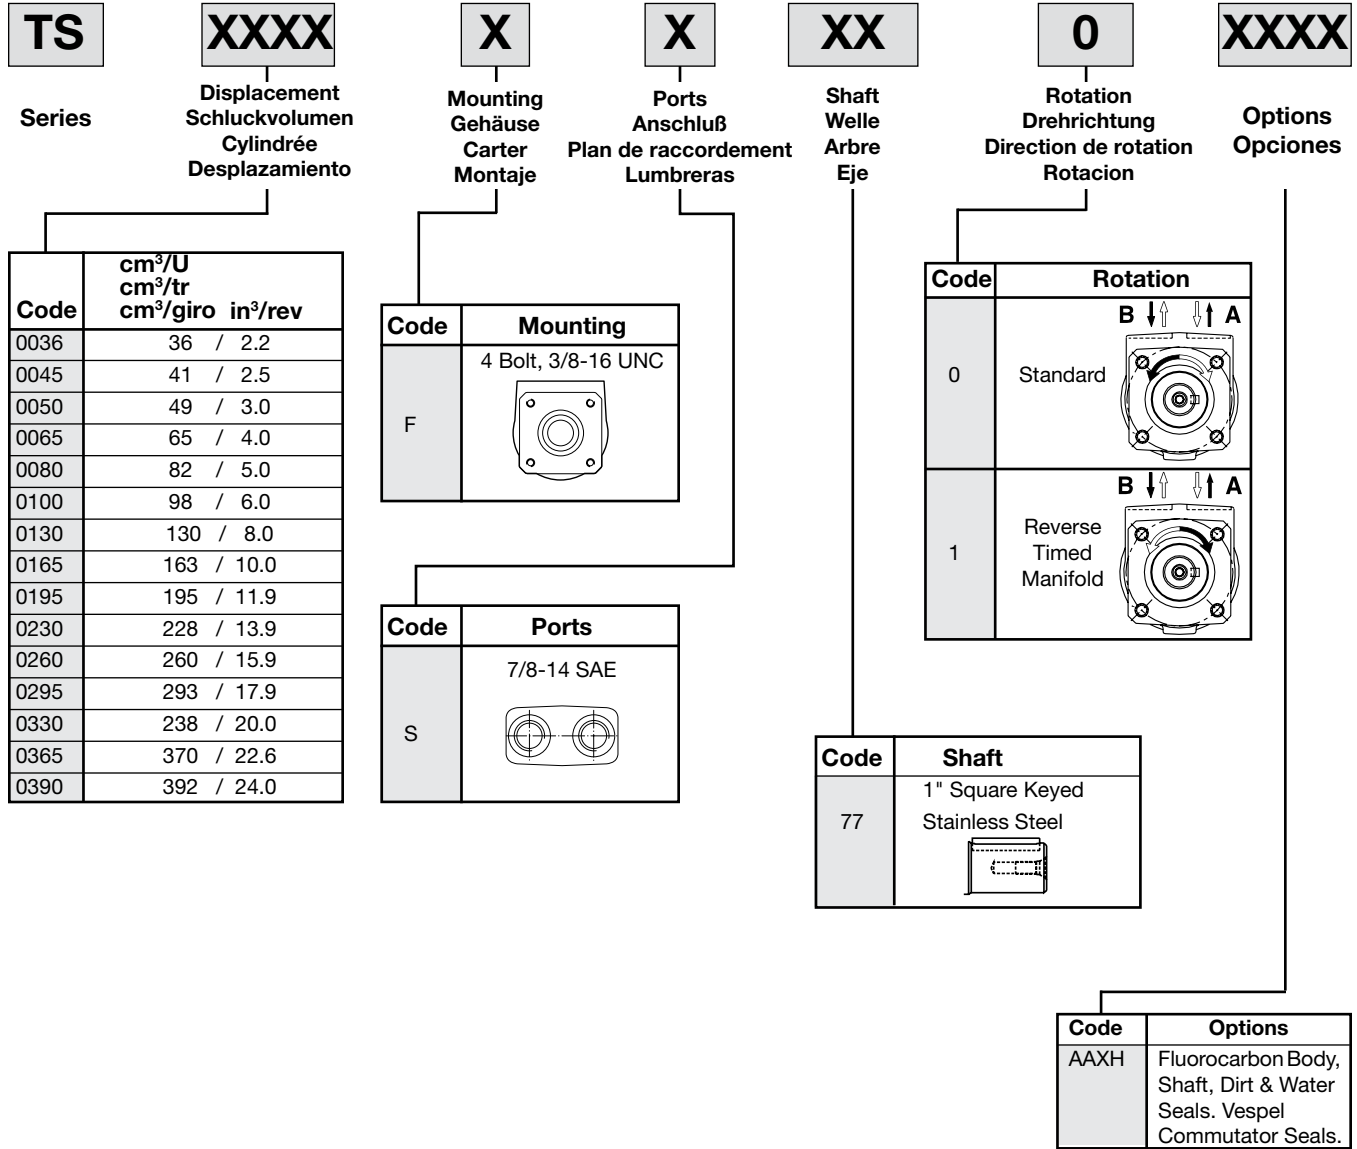 TS XXXX X X XX 0 XXXX
Series
Displacement
Schluckvolumen
Cylindrée
Desplazamiento
Mounting
Gehäuse
Carter
Montaje
Ports
Anschluß
Plan de raccordement
Lumbreras
Shaft
Welle
Arbre
Eje
Rotation
Drehrichtung
Direction de rotation
Rotacion
Options
Opciones
cm³/U
cm³/tr
Code cm³/giro in³/rev
0036 36 / 2.2
0045 41 / 2.5
0050 49 / 3.0
0065 65 / 4.0
0080 82 / 5.0
0100 98 / 6.0
0130 130 / 8.0
0165 163 / 10.0
0195 195 / 11.9
0230 228 / 13.9
0260 260 / 15.9
0295 293 / 17.9
0330 238 / 20.0
0365 370 / 22.6
0390 392 / 24.0
Code Mounting
4 Bolt, 3/8-16 UNC
F
Code Ports
7/8-14 SAE
S
Code Rotation
B A
0 Standard
B A
Reverse
1 Timed
Manifold
Code Shaft
1" Square Keyed
77 Stainless Steel
Code Options
AAXH Fluorocarbon Body,
Shaft, Dirt & Water
Seals. Vespel
Commutator Seals.